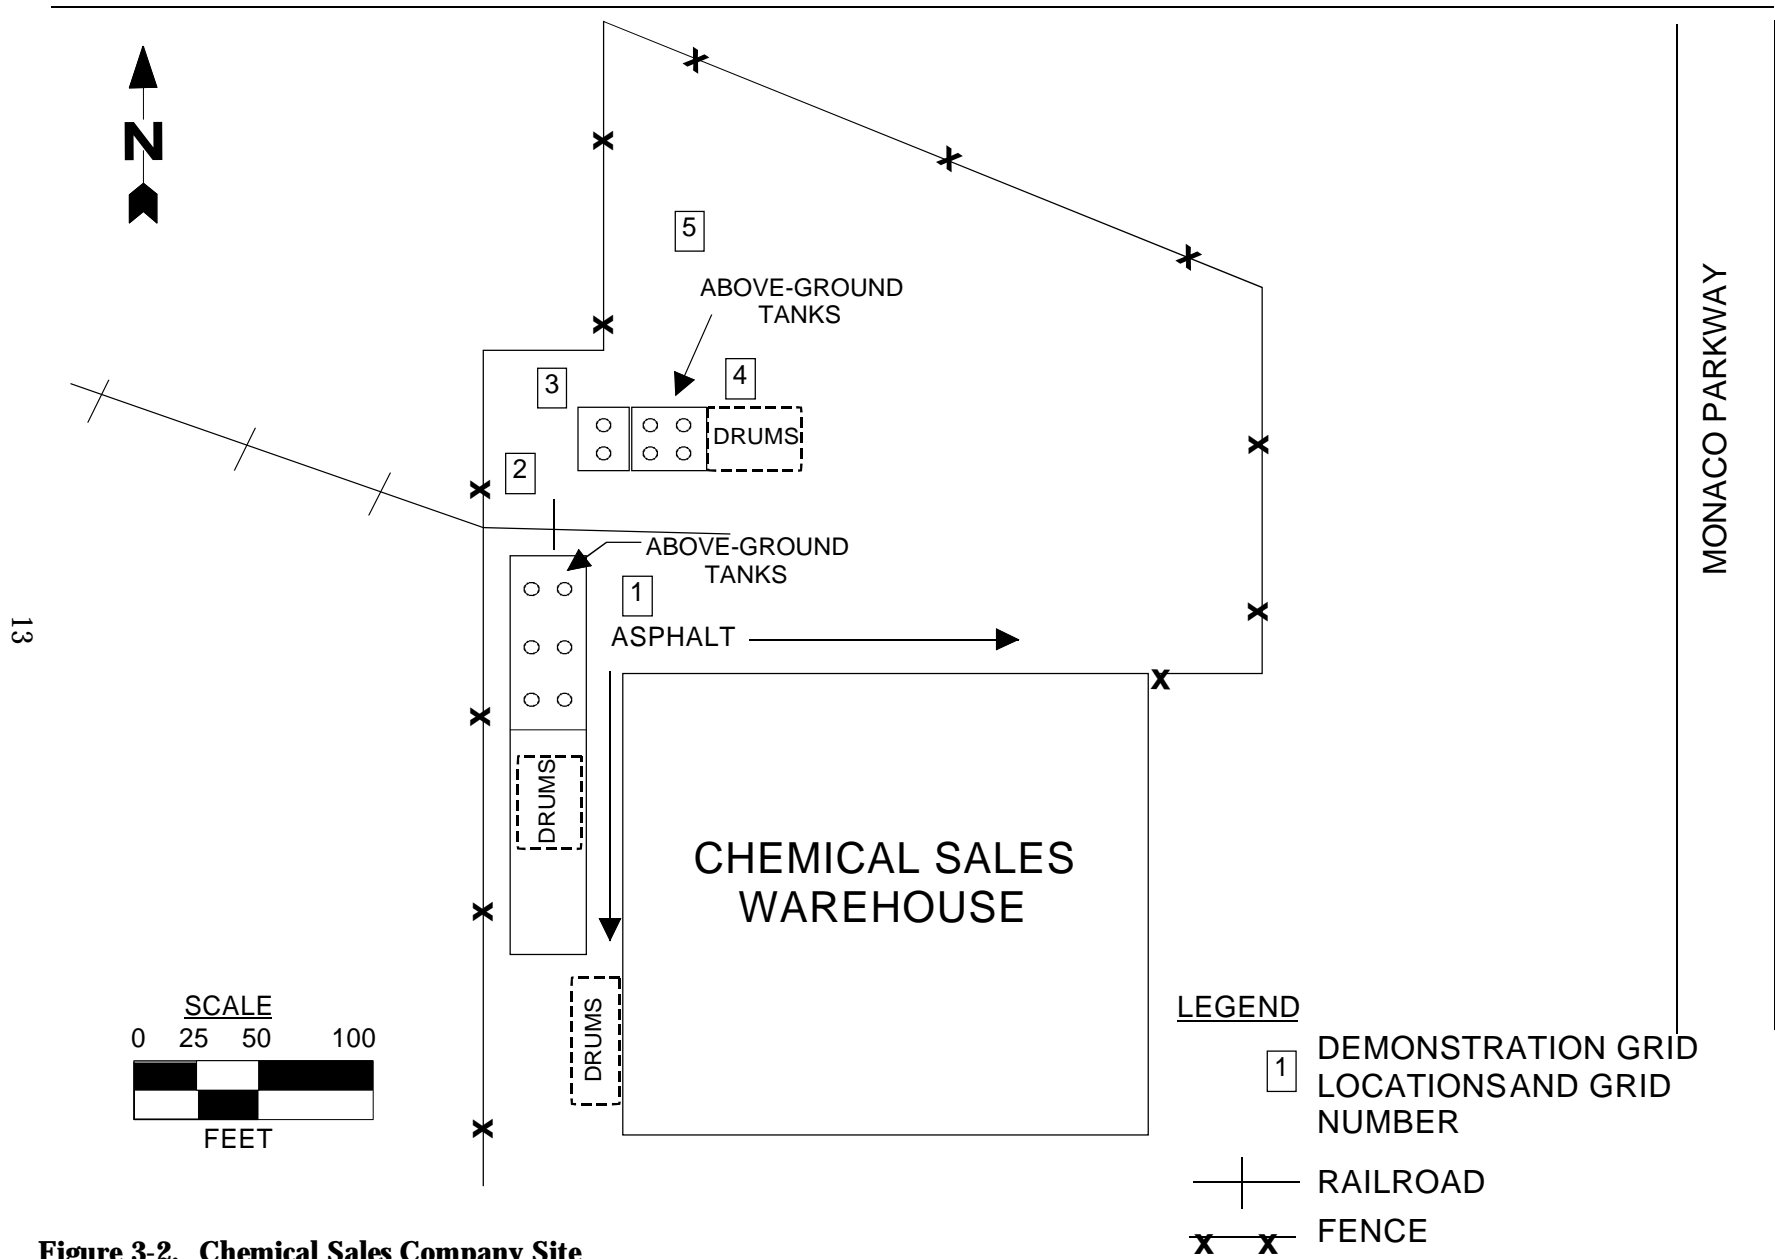 N
5
ABOVE-GROUND
TANKS
3
4
DRUMS
2
ABOVE-GROUND
TANKS
1
ASPHALT
MONACO PARKWAY
13
DRUMS
CHEMICAL SALES
WAREHOUSE
DRUMS
SCALE
0 25 50 100
FEET
LEGEND
1
DEMONSTRATION GRID
LOCATIONS AND GRID
NUMBER
RAILROAD
X X FENCE
Figure 3-2. Chemical Sales Company Site